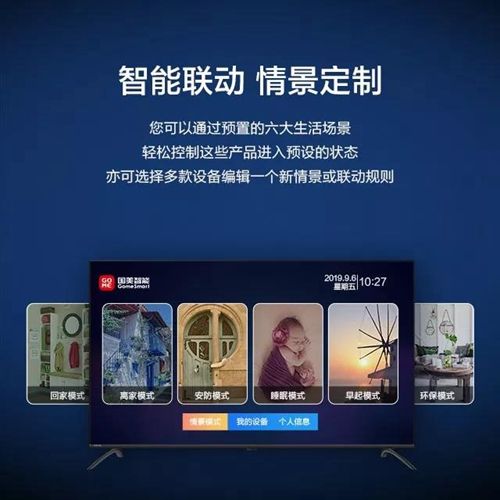 智能联动 情景定制
您可以通过预置的六大生活场景
轻松控制这些产品进入预设的状态
亦可选择多款设备编辑一个新情景或联动规则
GO
ME
国美智能
GomeSmart
2019.9.6
星期五
10:27
回家模式
离家模式
安防模式
睡眠模式
早起模式
环保模式
情景模式
我的设备
个人信息